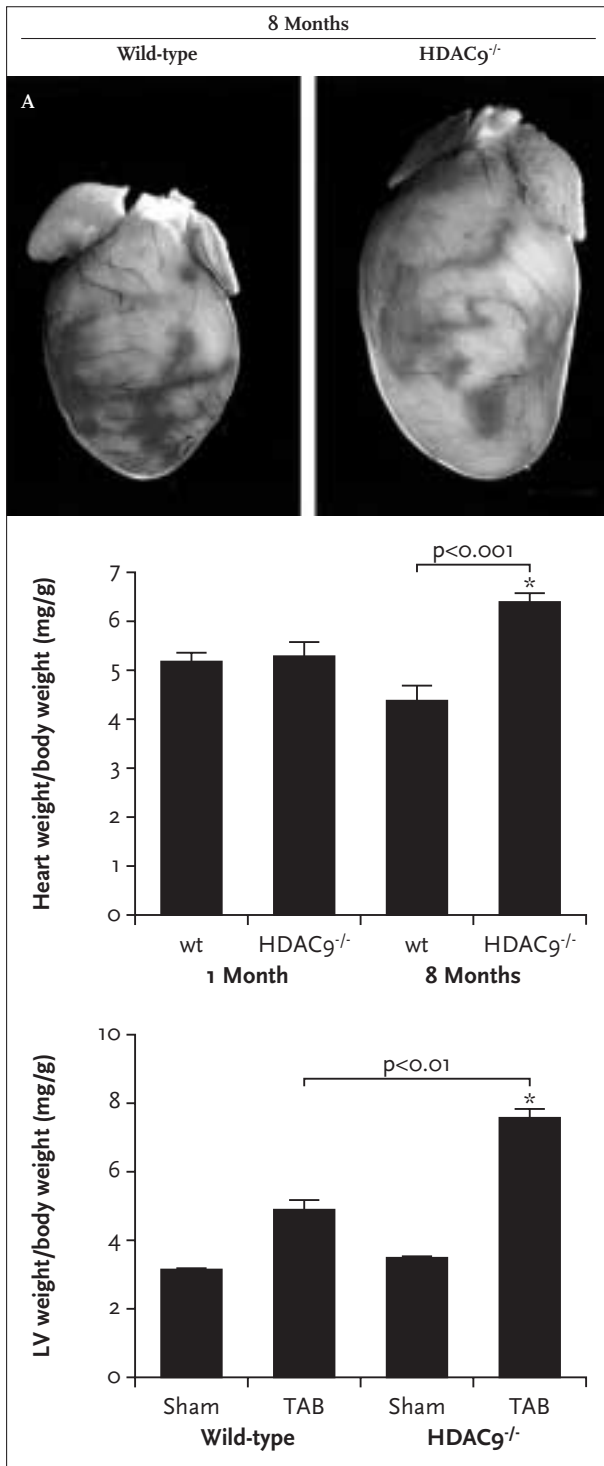 8 Months
Wild-type HDAC9-/-
A
p<0.001
*
Heart weight/body weight (mg/g)
7
6
5
4
3
2
1
0
wt HDAC9-/- wt HDAC9-/-
1 Month 8 Months
p<0.01
*
LV weight/body weight (mg/g)
10
8
6
4
2
0
Sham TAB Sham TAB
Wild-type HDAC9-/-